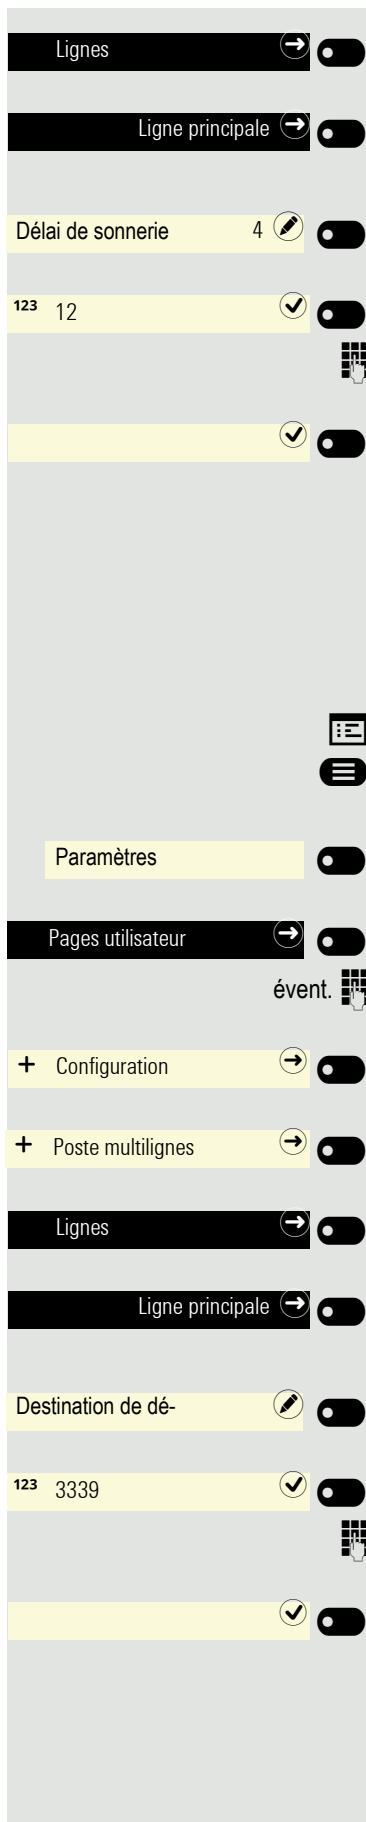 Lignes
Ligne principale
Délai de sonnerie 4
123 12
Paramètres
Pages utilisateur
évent.
+ Configuration
+ Poste multilignes
Lignes
Ligne principale
Destination de dé-
123 3339